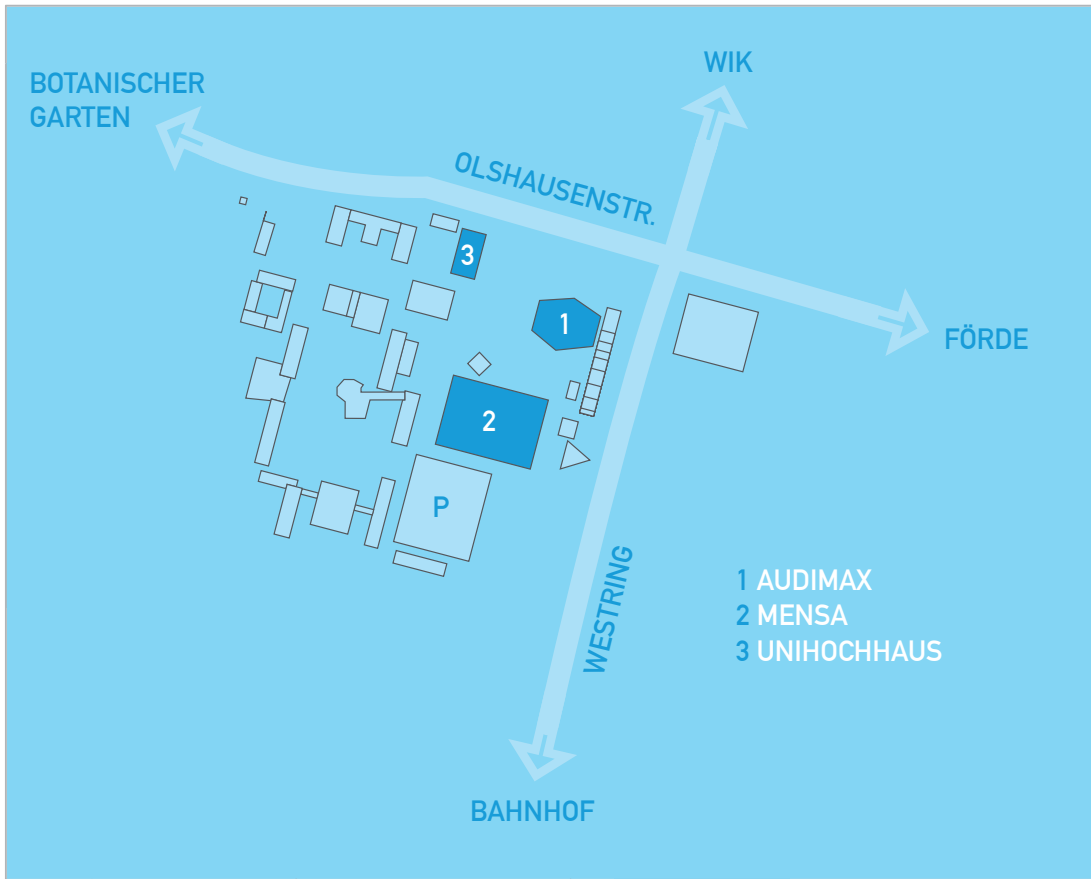 WIK
BOTANISCHER
GARTEN
OLSHAUSENSTR.
3
1
FÖRDE
2
P
WESTRING
1 AUDIMAX
2 MENSA
3 UNIHOCHHAUS
BAHNHOF